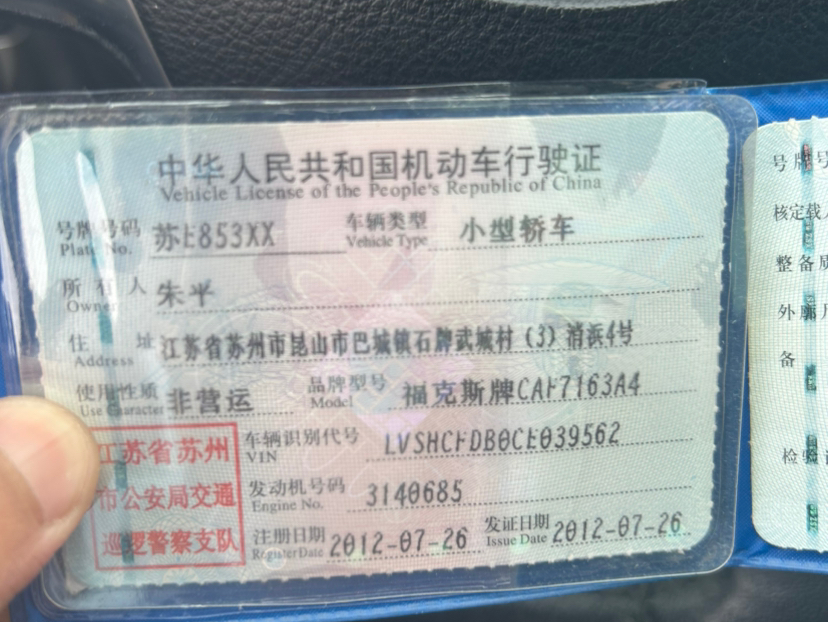 中华人民共和国机动车行驶证
Vehicle License of the People's Republic of China
号牌号码 苏E853XX 车辆类型 小型轿车
Plate No. Vehicle Type
所有人 朱平
Owner
住址 江苏省苏州市昆山市巴城镇石牌武城村(3)消浜4号
Address
使用性质 非营运 品牌型号 福克斯牌CAF7163A4
Use Character Model
江苏省苏州
市公安局交通
巡逻警察支队
车辆识别代号 LVSHCFDB0CE039562
VIN
发动机号码 3140685
Engine No.
注册日期 2012-07-26 发证日期 2012-07-26
Register Date Issue Date
号牌号
核定载
整备质
外廓
备
检验